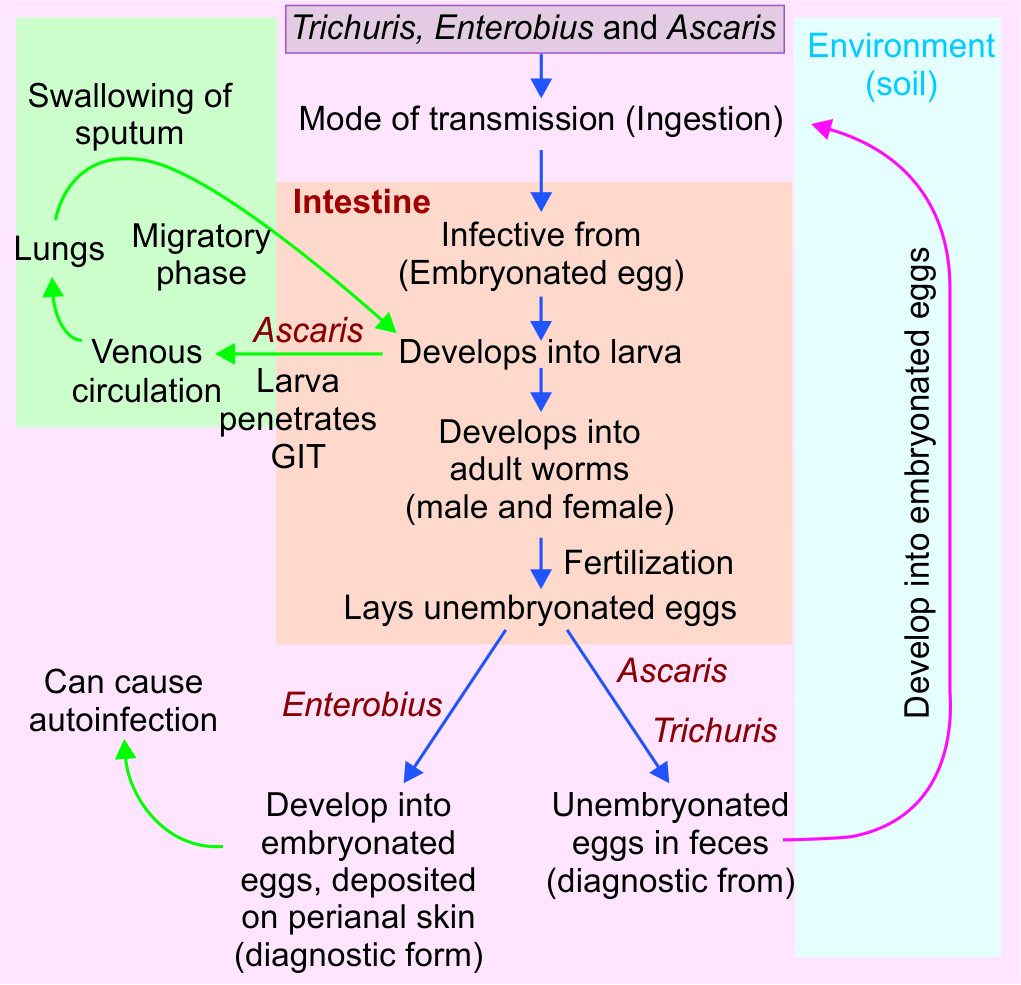 Trichuris, Enterobius and Ascaris
Environment
(soil)
Mode of transmission (Ingestion)
Swallowing of
sputum
Intestine
Infective from
(Embryonated egg)
Lungs
Migratory
phase
Ascaris
Develops into larva
Venous
circulation
Larva
penetrates
GIT
Develops into
adult worms
(male and female)
Fertilization
Lays unembryonated eggs
Develop into embryonated eggs
Enterobius
Ascaris
Trichuris
Can cause
autoinfection
Develop into
embryonated
eggs, deposited
on perianal skin
(diagnostic form)
Unembryonated
eggs in feces
(diagnostic from)